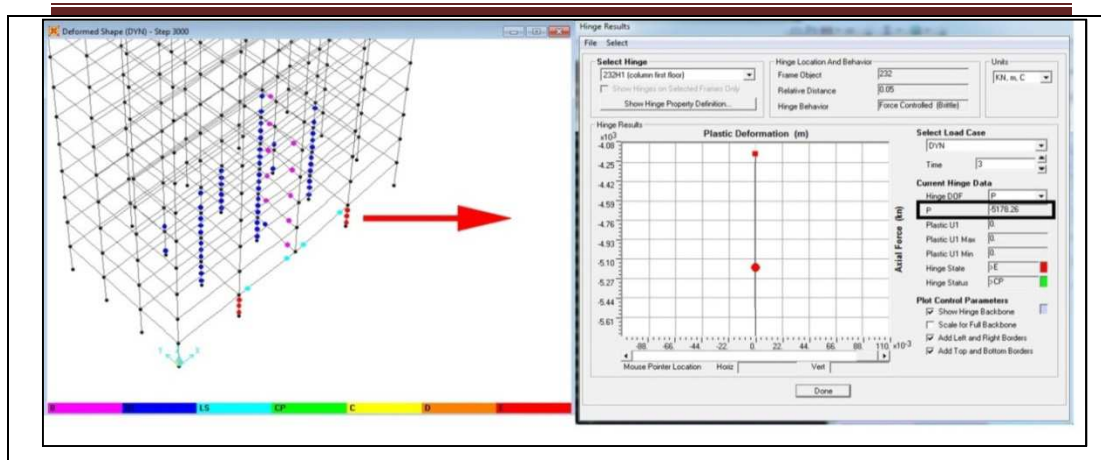 Deformed Shape (DYN) - Step 3000
LS CP C D
Hinge Results
File Select
Select Hinge
232H1 (column first floor)
Show Hinges on Selected Frames Only
Show Hinge Property Definition...
Hinge Location And Behavior
Frame Object 232
Relative Distance 0.05
Hinge Behavior Force Controlled (Brittle)
Units
KN, m, C
Hinge Results
Plastic Deformation (m)
x10^3
-4.08
-4.25
-4.42
-4.59
-4.76
-4.93
-5.10
-5.27
-5.44
-5.61
-88. -66. -44. -22. 0. 22. 44. 66. 88. 110. x10^-3
Axial Force (kn)
Mouse Pointer Location Horiz Vert
Select Load Case
DYN
Time 3
Current Hinge Data
Hinge DOF P
P -5178.26
Plastic U1 0.
Plastic U1 Max 0.
Plastic U1 Min 0.
Hinge State >E
Hinge Status >CP
Plot Control Parameters
Show Hinge Backbone
Scale for Full Backbone
Add Left and Right Borders
Add Top and Bottom Borders
Done